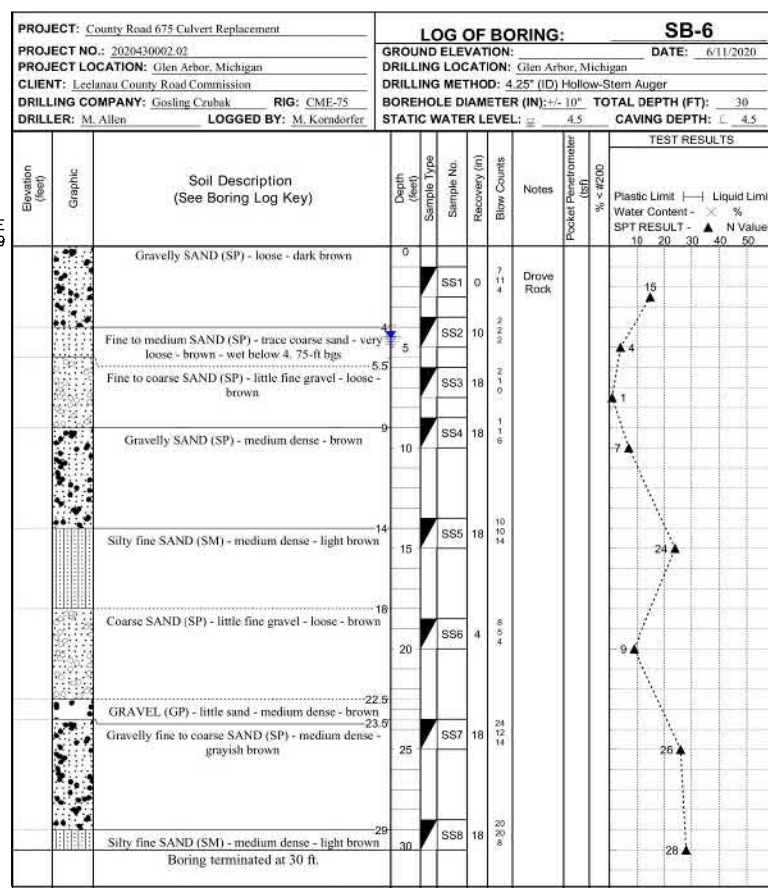 PROJECT: County Road 675 Culvert Replacement
PROJECT NO.: 2020430002.02
PROJECT LOCATION: Glen Arbor, Michigan
CLIENT: Leelanau County Road Commission
DRILLING COMPANY: Gosling Czubak RIG: CME-75
DRILLER: M. Allen LOGGED BY: M. Korndorfer
LOG OF BORING: SB-6
GROUND ELEVATION: DATE: 6/11/2020
DRILLING LOCATION: Glen Arbor, Michigan
DRILLING METHOD: 4.25" (ID) Hollow-Stem Auger
BOREHOLE DIAMETER (IN):+/- 10" TOTAL DEPTH (FT): 30
STATIC WATER LEVEL: 4.5 CAVING DEPTH: 4.5
Elevation (feet)
Graphic
Soil Description
(See Boring Log Key)
Depth (feet)
Sample Type
Sample No.
Recovery (in)
Blow Counts
Notes
Pocket Penetrometer (tsf)
% < #200
TEST RESULTS
Plastic Limit Liquid Limi
Water Content - × %
SPT RESULT - ▲ N Value
10 20 30 40 50
0
Gravelly SAND (SP) - loose - dark brown
SS1 0 7 11 4
Drove
Rock
15
4
Fine to medium SAND (SP) - trace coarse sand - very
loose - brown - wet below 4. 75-ft bgs
5
SS2 10 2 2 2
4
5.5
Fine to coarse SAND (SP) - little fine gravel - loose -
brown
SS3 18 2 1 0
1
9
Gravelly SAND (SP) - medium dense - brown
10
SS4 18 1 1 6
7
14
Silty fine SAND (SM) - medium dense - light brown
15
SS5 18 10 10 14
24
18
Coarse SAND (SP) - little fine gravel - loose - brown
20
SS6 4 8 5 4
9
22.5
GRAVEL (GP) - little sand - medium dense - brown
23.5
Gravelly fine to coarse SAND (SP) - medium dense -
grayish brown
25
SS7 18 24 12 14
26
29
Silty fine SAND (SM) - medium dense - light brown
30
SS8 18 20 20 8
28
Boring terminated at 30 ft.